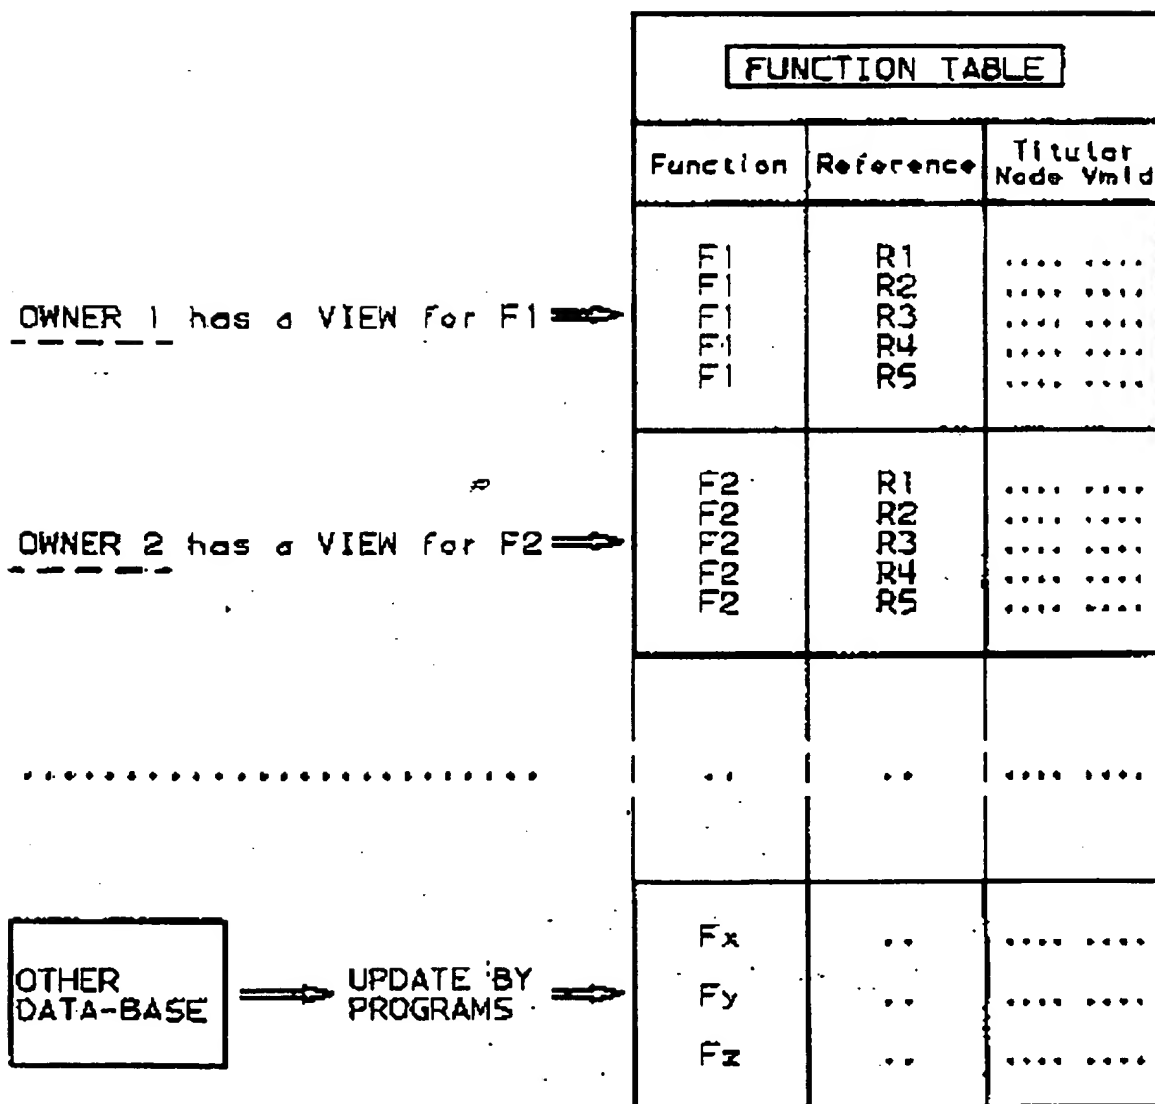 FUNCTION TABLE
Function Reference Titular Node Vmid
OWNER 1 has a VIEW for F1
F1 R1 .... ....
F1 R2 .... ....
F1 R3 .... ....
F1 R4 .... ....
F1 R5 .... ....
OWNER 2 has a VIEW for F2
F2 R1 .... ....
F2 R2 .... ....
F2 R3 .... ....
F2 R4 .... ....
F2 R5 .... ....
.......................... .. .. .... ....
OTHER
DATA-BASE
UPDATE BY
PROGRAMS
Fx .. .... ....
Fy .. .... ....
Fz .. .... ....